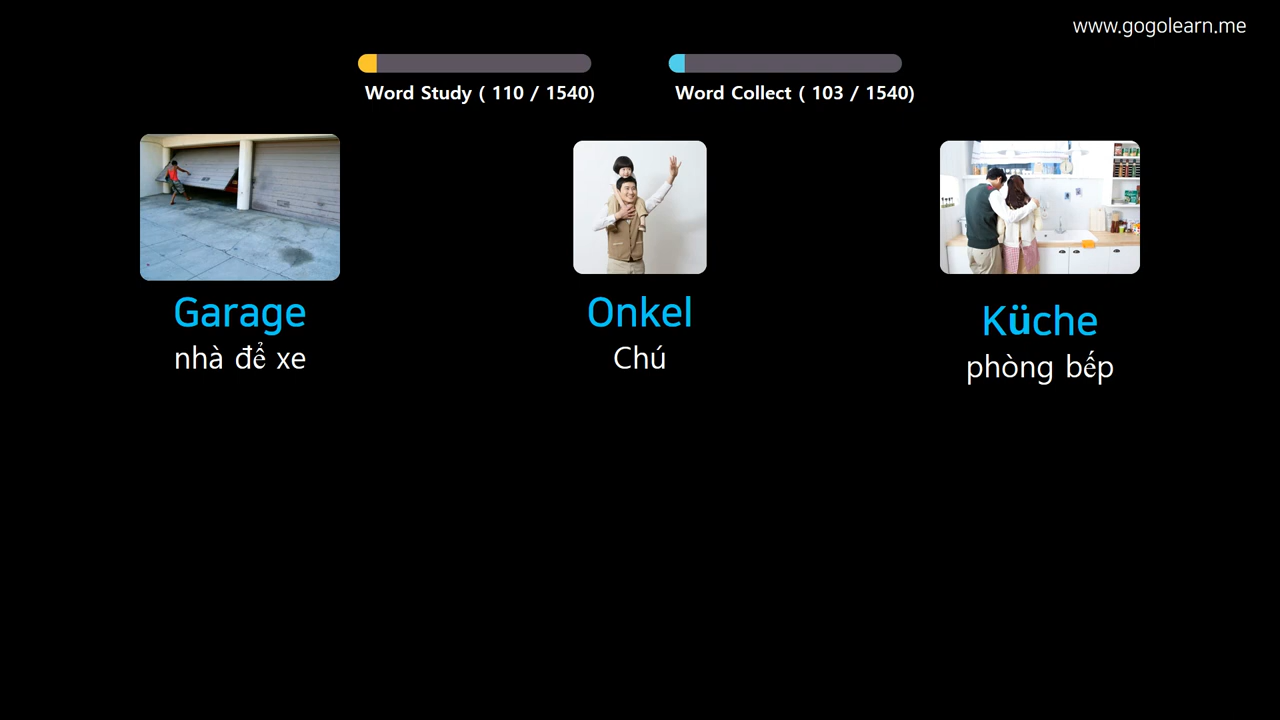 www.gogolearn.me
Word Study ( 110 / 1540)
Word Collect ( 103 / 1540)
Garage
nhà để xe
Onkel
Chú
Küche
phòng bếp